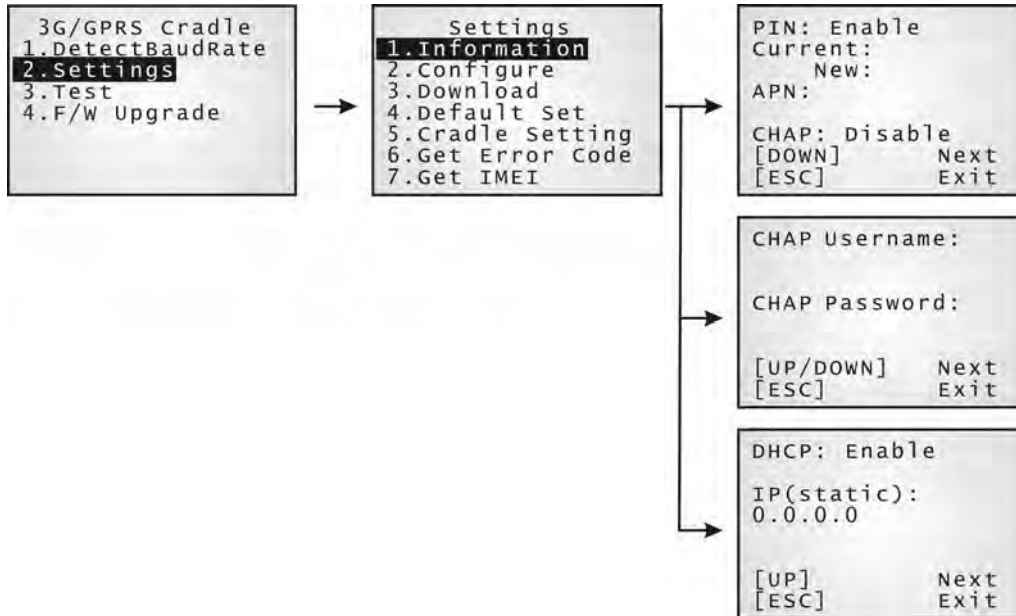 3G/GPRS Cradle
1.DetectBaudRate
2.Settings
3.Test
4.F/W Upgrade
Settings
1.Information
2.Configure
3.Download
4.Default Set
5.Cradle Setting
6.Get Error Code
7.Get IMEI
PIN: Enable
Current:
New:
APN:
CHAP: Disable
[DOWN] Next
[ESC] Exit
CHAP Username:
CHAP Password:
[UP/DOWN] Next
[ESC] Exit
DHCP: Enable
IP(static):
0.0.0.0
[UP] Next
[ESC] Exit